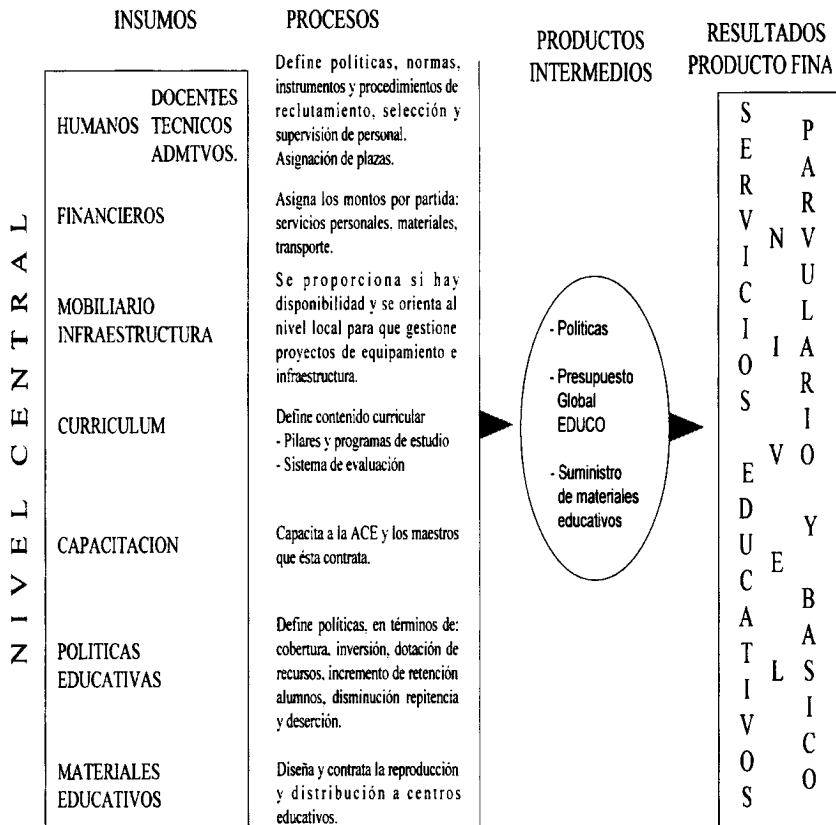 INSUMOS
PROCESOS
PRODUCTOS
INTERMEDIOS
RESULTADOS
PRODUCTO FINA
NIVEL CENTRAL
HUMANOS
DOCENTES
TECNICOS
ADMTVOS.
Define políticas, normas,
instrumentos y procedimientos de
reclutamiento, selección y
supervisión de personal.
Asignación de plazas.
FINANCIEROS
Asigna los montos por partida:
servicios personales, materiales,
transporte.
MOBILIARIO
INFRAESTRUCTURA
Se proporciona si hay
disponibilidad y se orienta al
nivel local para que gestione
proyectos de equipamiento e
infraestructura.
CURRICULUM
Define contenido curricular
- Pilares y programas de estudio
- Sistema de evaluación
CAPACITACION
Capacita a la ACE y los maestros
que ésta contrata.
POLITICAS
EDUCATIVAS
Define políticas, en términos de:
cobertura, inversión, dotación de
recursos, incremento de retención
alumnos, disminución repitencia
y deserción.
MATERIALES
EDUCATIVOS
Diseña y contrata la reproducción
y distribución a centros
educativos.
- Políticas
- Presupuesto
Global
EDUCO
- Suministro
de materiales
educativos
SERVICIOS EDUCATIVOS
NIVEL
PARVULARIO Y BASICO